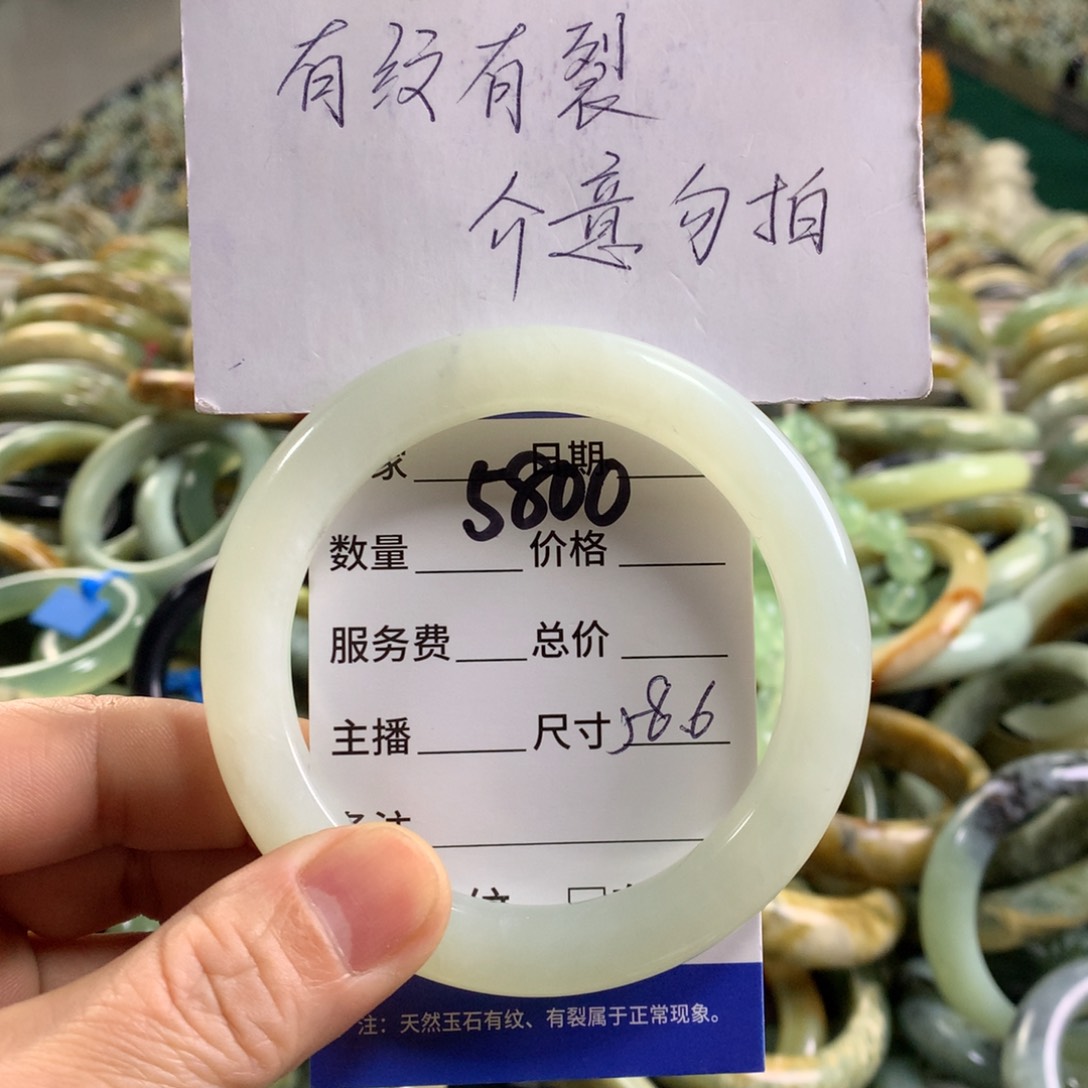 有纹有裂
介意勿拍
家 日期
5800
数量 价格
服务费 总价
主播 尺寸 58.6
注：天然玉石有纹、有裂属于正常现象。